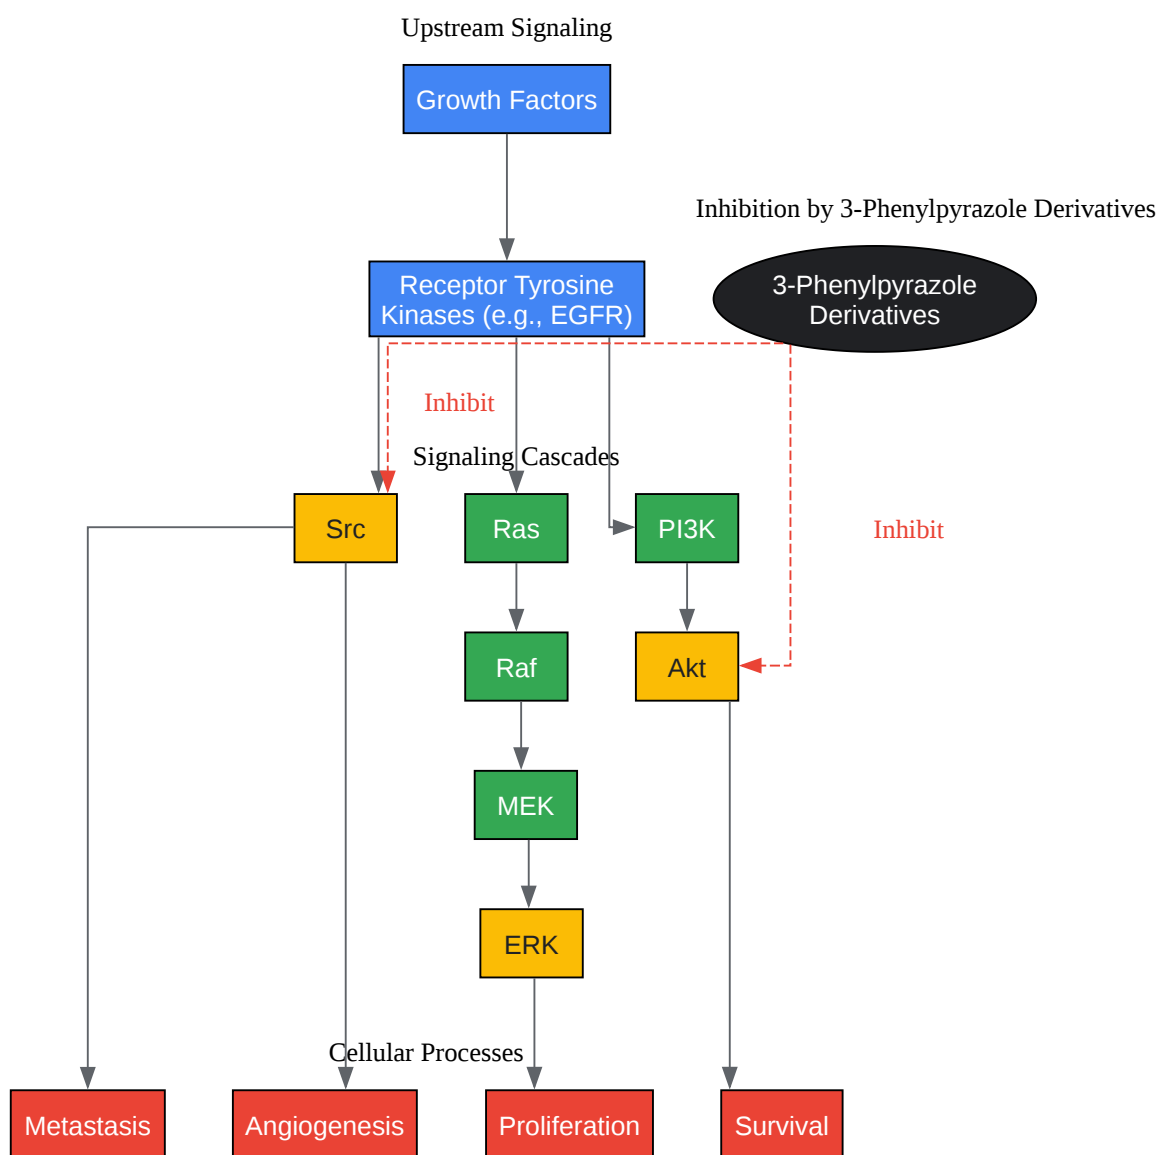 Upstream Signaling
Growth Factors
Inhibition by 3-Phenylpyrazole Derivatives
Receptor Tyrosine
Kinases (e.g., EGFR)
3-Phenylpyrazole
Derivatives
Inhibit
Signaling Cascades
Src
Ras
PI3K
Inhibit
Raf
Akt
MEK
ERK
Cellular Processes
Metastasis
Angiogenesis
Proliferation
Survival